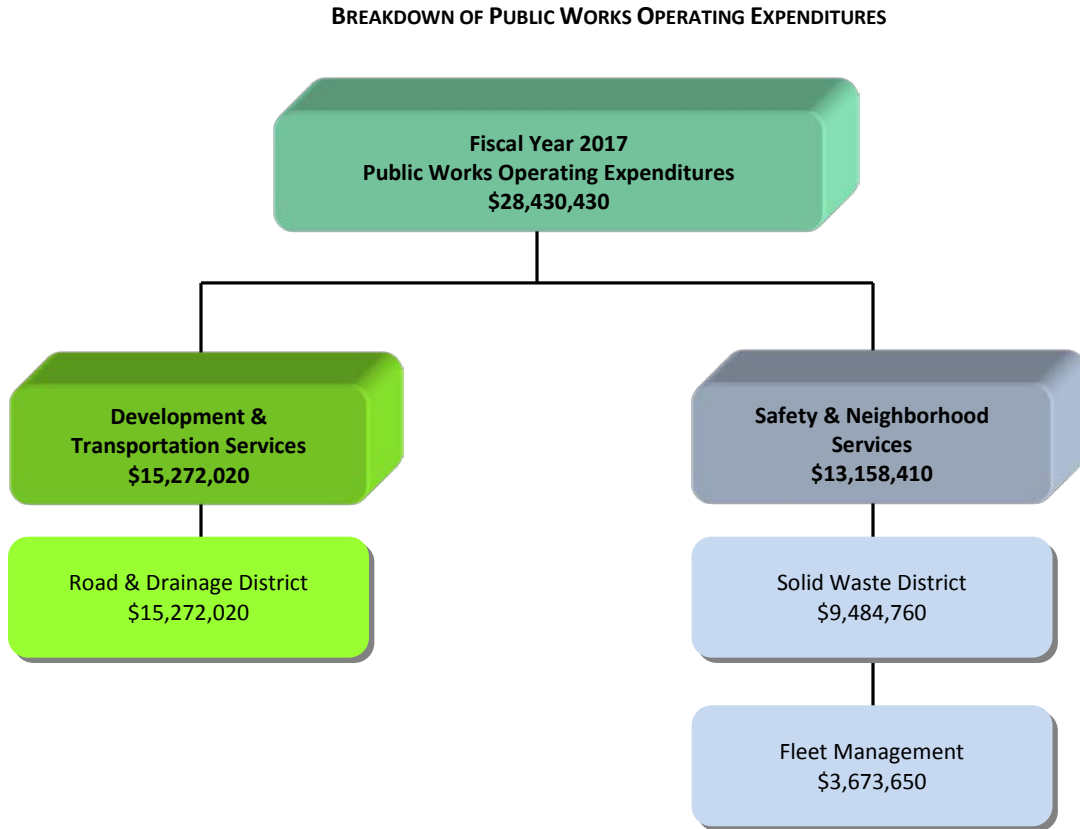 BREAKDOWN OF PUBLIC WORKS OPERATING EXPENDITURES
Fiscal Year 2017
Public Works Operating Expenditures
$28,430,430
Development &
Transportation Services
$15,272,020
Road & Drainage District
$15,272,020
Safety & Neighborhood
Services
$13,158,410
Solid Waste District
$9,484,760
Fleet Management
$3,673,650